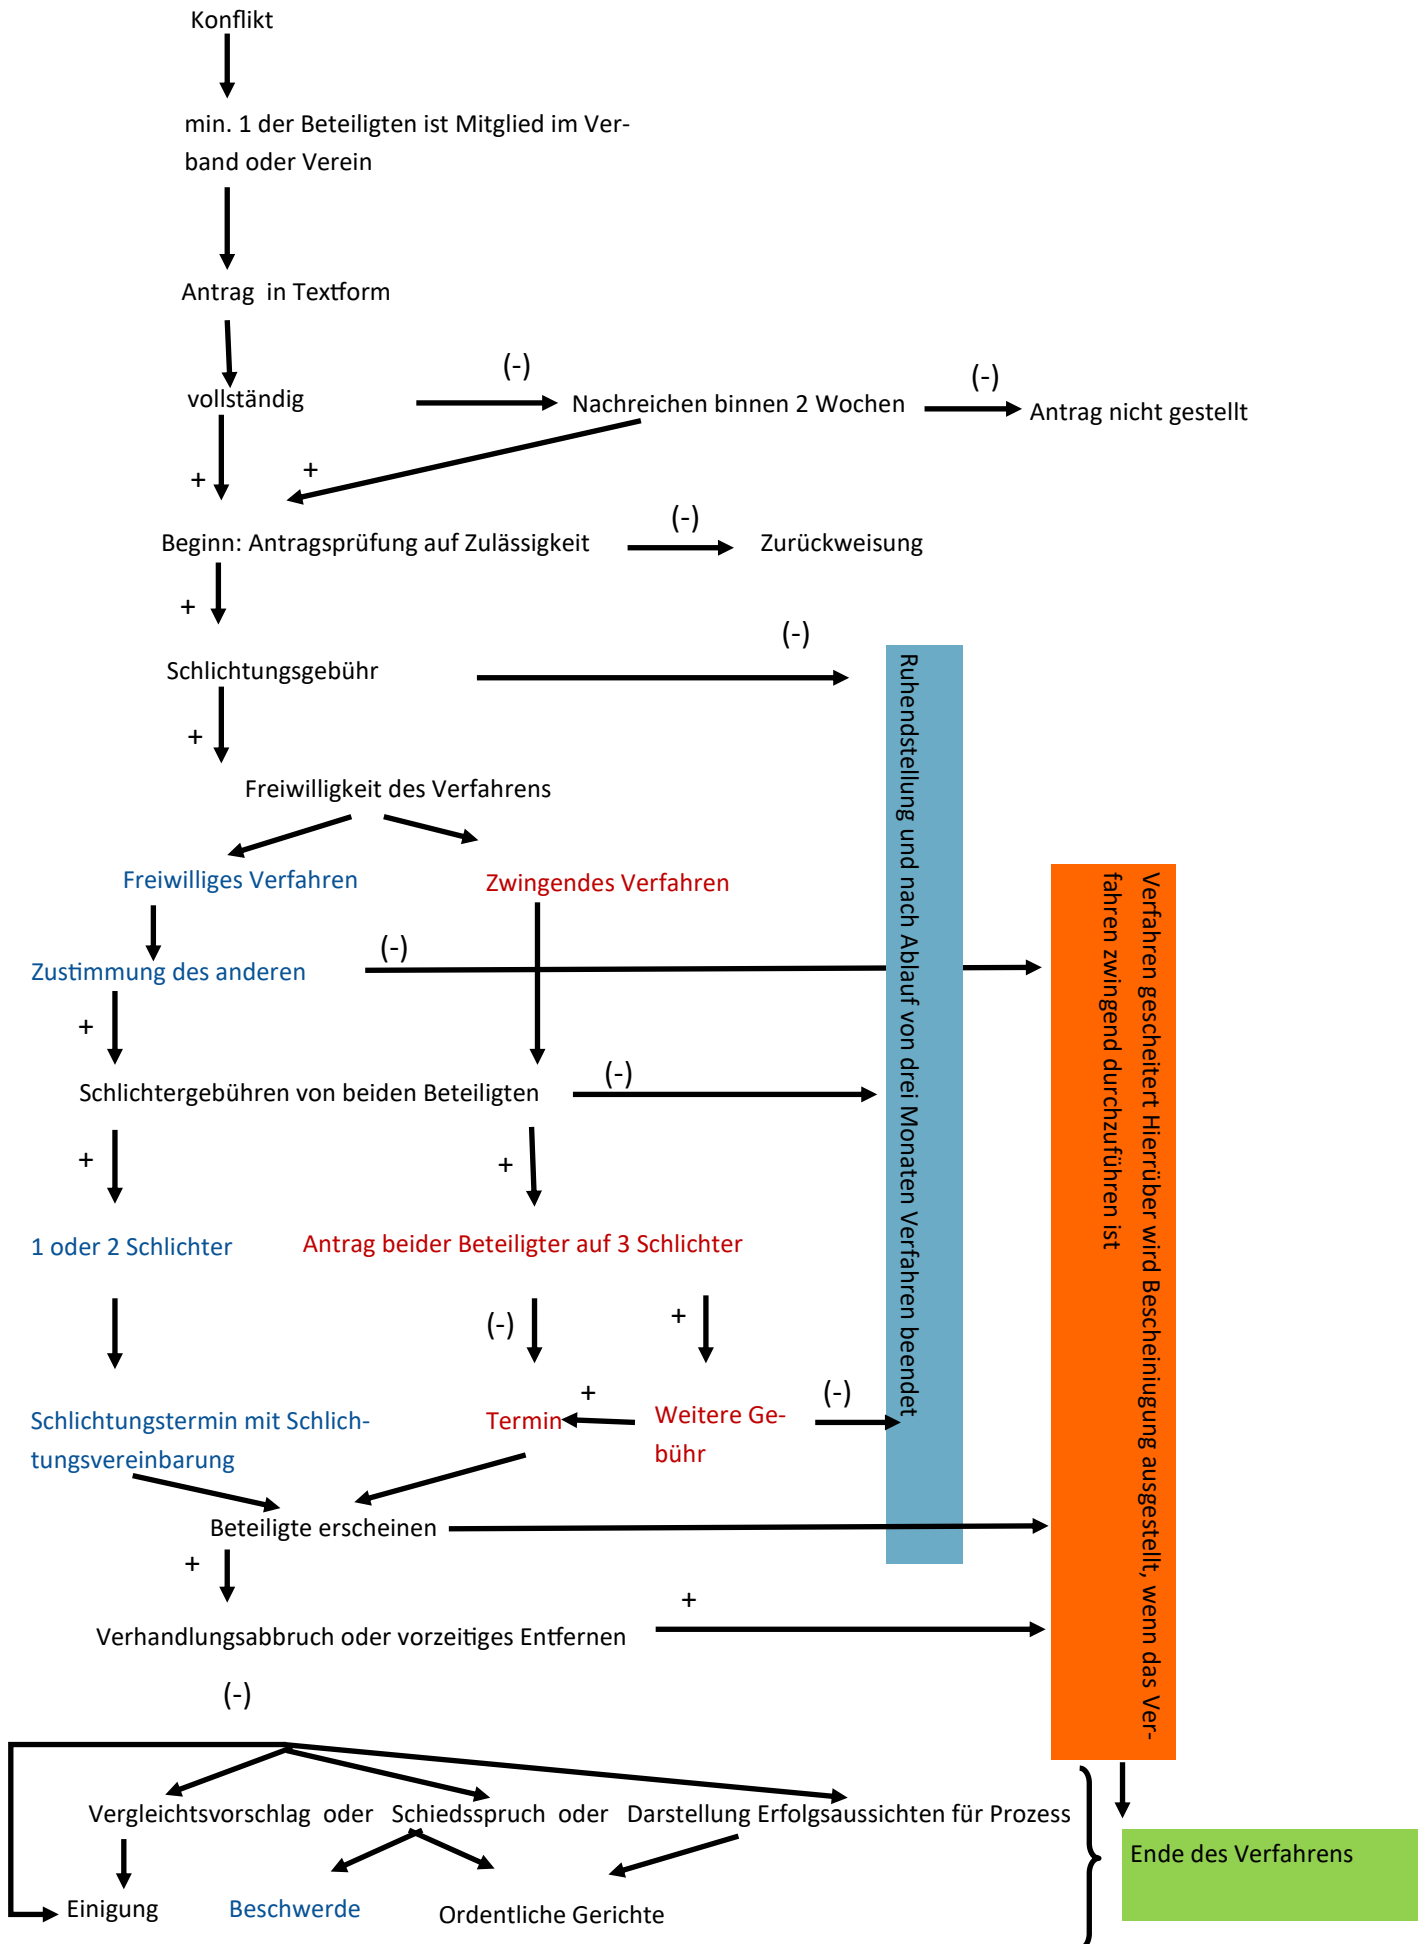 Konflikt
min. 1 der Beteiligten ist Mitglied im Ver-
band oder Verein
Antrag in Textform
(-)
(-)
vollständig
Nachreichen binnen 2 Wochen
Antrag nicht gestellt
+
+
(-)
Beginn: Antragsprüfung auf Zulässigkeit
Zurückweisung
+
(-)
Schlichtungsgebühr
+
Freiwilligkeit des Verfahrens
Freiwilliges Verfahren
Zwingendes Verfahren
(-)
Zustimmung des anderen
+
(-)
Schlichtergebühren von beiden Beteiligten
+
+
1 oder 2 Schlichter
Antrag beider Beteiligter auf 3 Schlichter
(-)
+
+
(-)
Schlichtungstermin mit Schlich-
tungsvereinbarung
Termin
Weitere Ge-
bühr
Ruhendstellung und nach Ablauf von drei Monaten Verfahren beendet
Verfahren gescheitert Hierrüber wird Bescheiniugung ausgestellt, wenn das Ver-
fahren zwingend durchzuführen ist
Beteiligte erscheinen
+
+
Verhandlungsabbruch oder vorzeitiges Entfernen
(-)
Vergleichtsvorschlag oder Schiedsspruch oder Darstellung Erfolgsaussichten für Prozess
Ende des Verfahrens
Einigung
Beschwerde
Ordentliche Gerichte